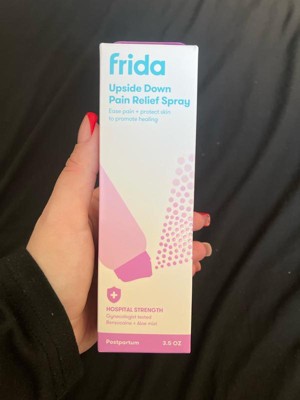 frida
Upside Down
Pain Relief Spray
Ease pain + protect skin
to promote healing
HOSPITAL STRENGTH
Gynecologist tested
Benzocaine + Aloe mist
Postpartum 3.5 OZ